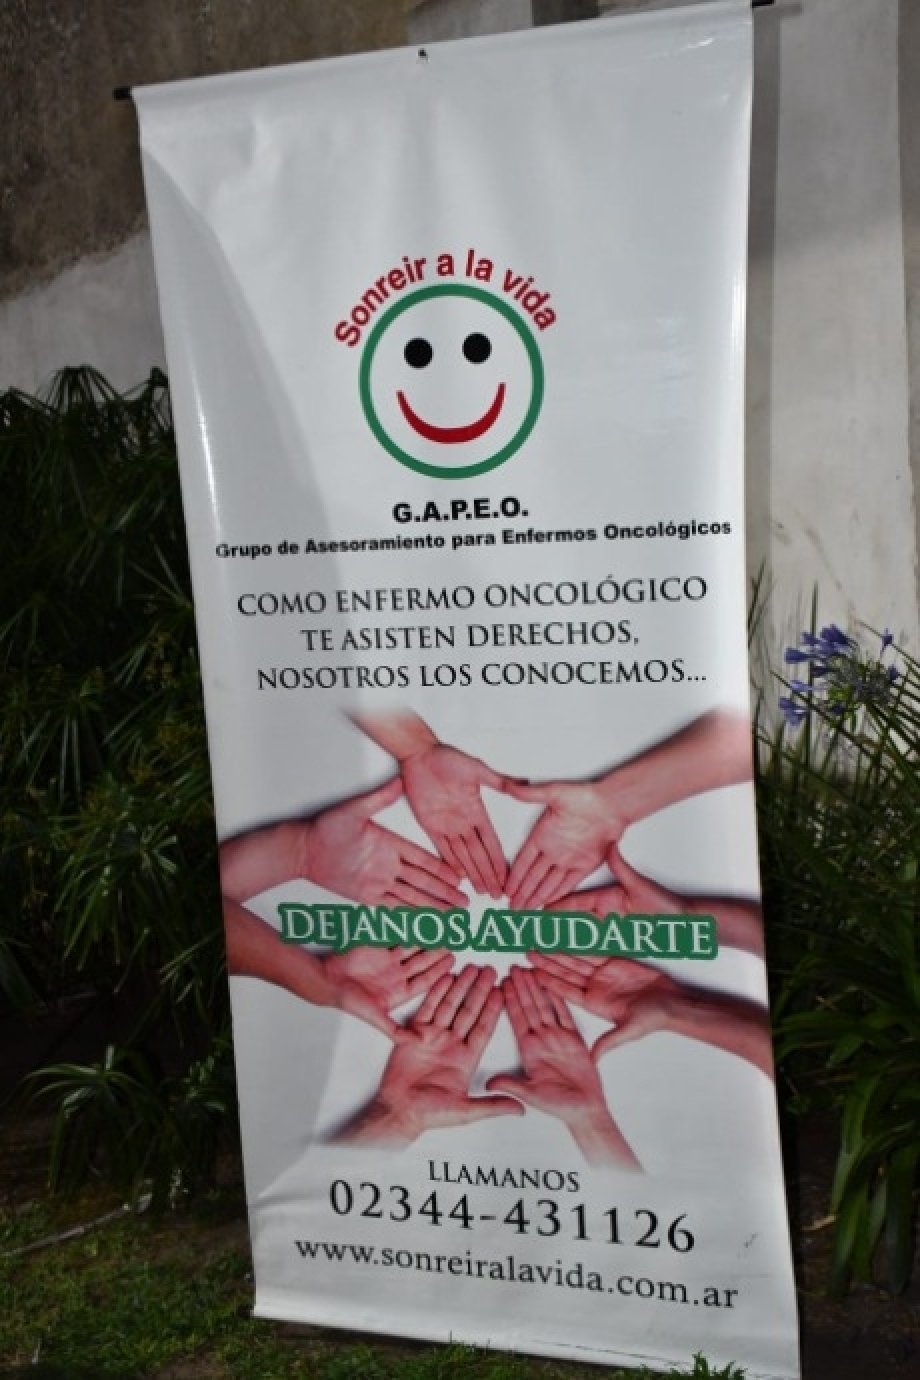 Sonreir a la vida
G.A.P.E.O.
Grupo de Asesoramiento para Enfermos Oncológicos
COMO ENFERMO ONCOLÓGICO
TE ASISTEN DERECHOS,
NOSOTROS LOS CONOCEMOS...
DEJANOS AYUDARTE
LLAMANOS
02344-431126
www.sonreiralavida.com.ar